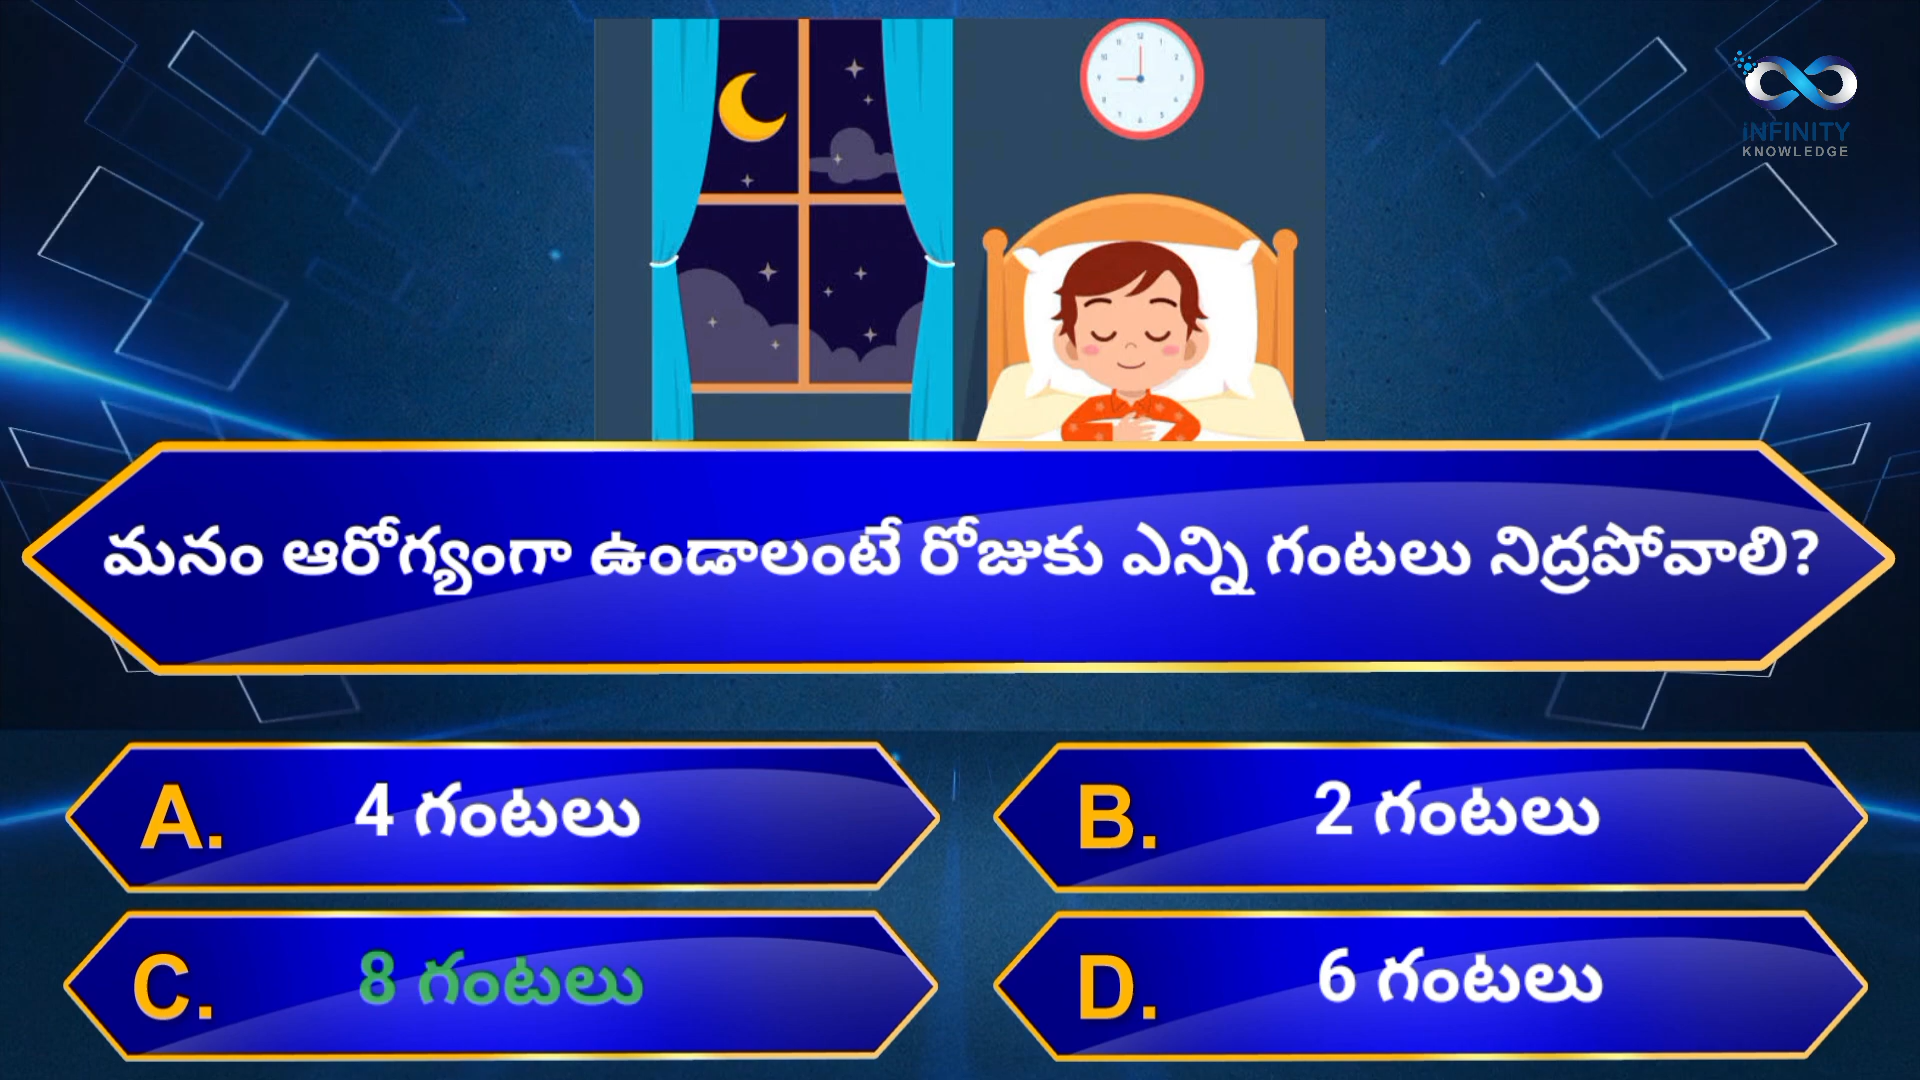 iNFINITY
KNOWLEDGE
మనం ఆరోగ్యంగా ఉండాలంటే రోజుకు ఎన్ని గంటలు నిద్రపోవాలి?
A. 4 గంటలు
B. 2 గంటలు
C. 8 గంటలు
D. 6 గంటలు